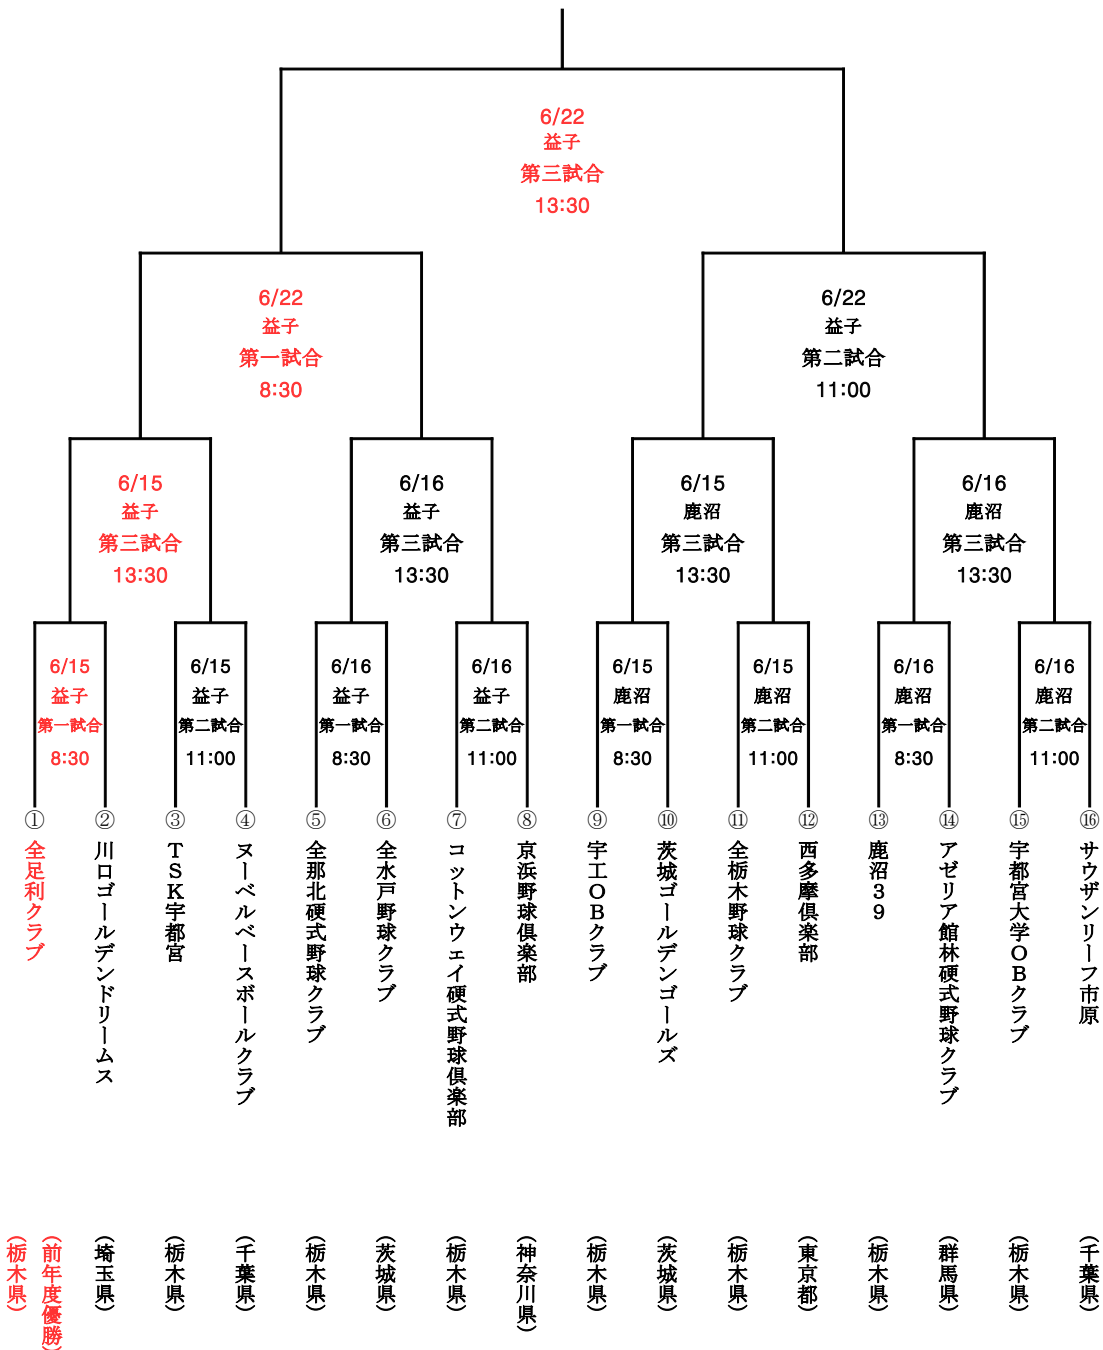 6/22
益子
第三試合
13:30
6/22
益子
第一試合
8:30
6/22
益子
第二試合
11:00
6/15
益子
第三試合
13:30
6/16
益子
第三試合
13:30
6/15
鹿沼
第三試合
13:30
6/16
鹿沼
第三試合
13:30
6/15
益子
第一試合
8:30
6/15
益子
第二試合
11:00
6/16
益子
第一試合
8:30
6/16
益子
第二試合
11:00
6/15
鹿沼
第一試合
8:30
6/15
鹿沼
第二試合
11:00
6/16
鹿沼
第一試合
8:30
6/16
鹿沼
第二試合
11:00
①全足利クラブ
（前年度優勝）
（栃木県）
②川口ゴールデンドリームス
（埼玉県）
③TSK宇都宮
（栃木県）
④ヌーベルベースボールクラブ
（千葉県）
⑤全那北硬式野球クラブ
（栃木県）
⑥全水戸野球クラブ
（茨城県）
⑦コットンウェイ硬式野球倶楽部
（栃木県）
⑧京浜野球倶楽部
（神奈川県）
⑨宇工OBクラブ
（栃木県）
⑩茨城ゴールデンゴールズ
（茨城県）
⑪全栃木野球クラブ
（栃木県）
⑫西多摩倶楽部
（東京都）
⑬鹿沼39
（栃木県）
⑭アゼリア館林硬式野球クラブ
（群馬県）
⑮宇都宮大学OBクラブ
（栃木県）
⑯サウザンリーフ市原
（千葉県）